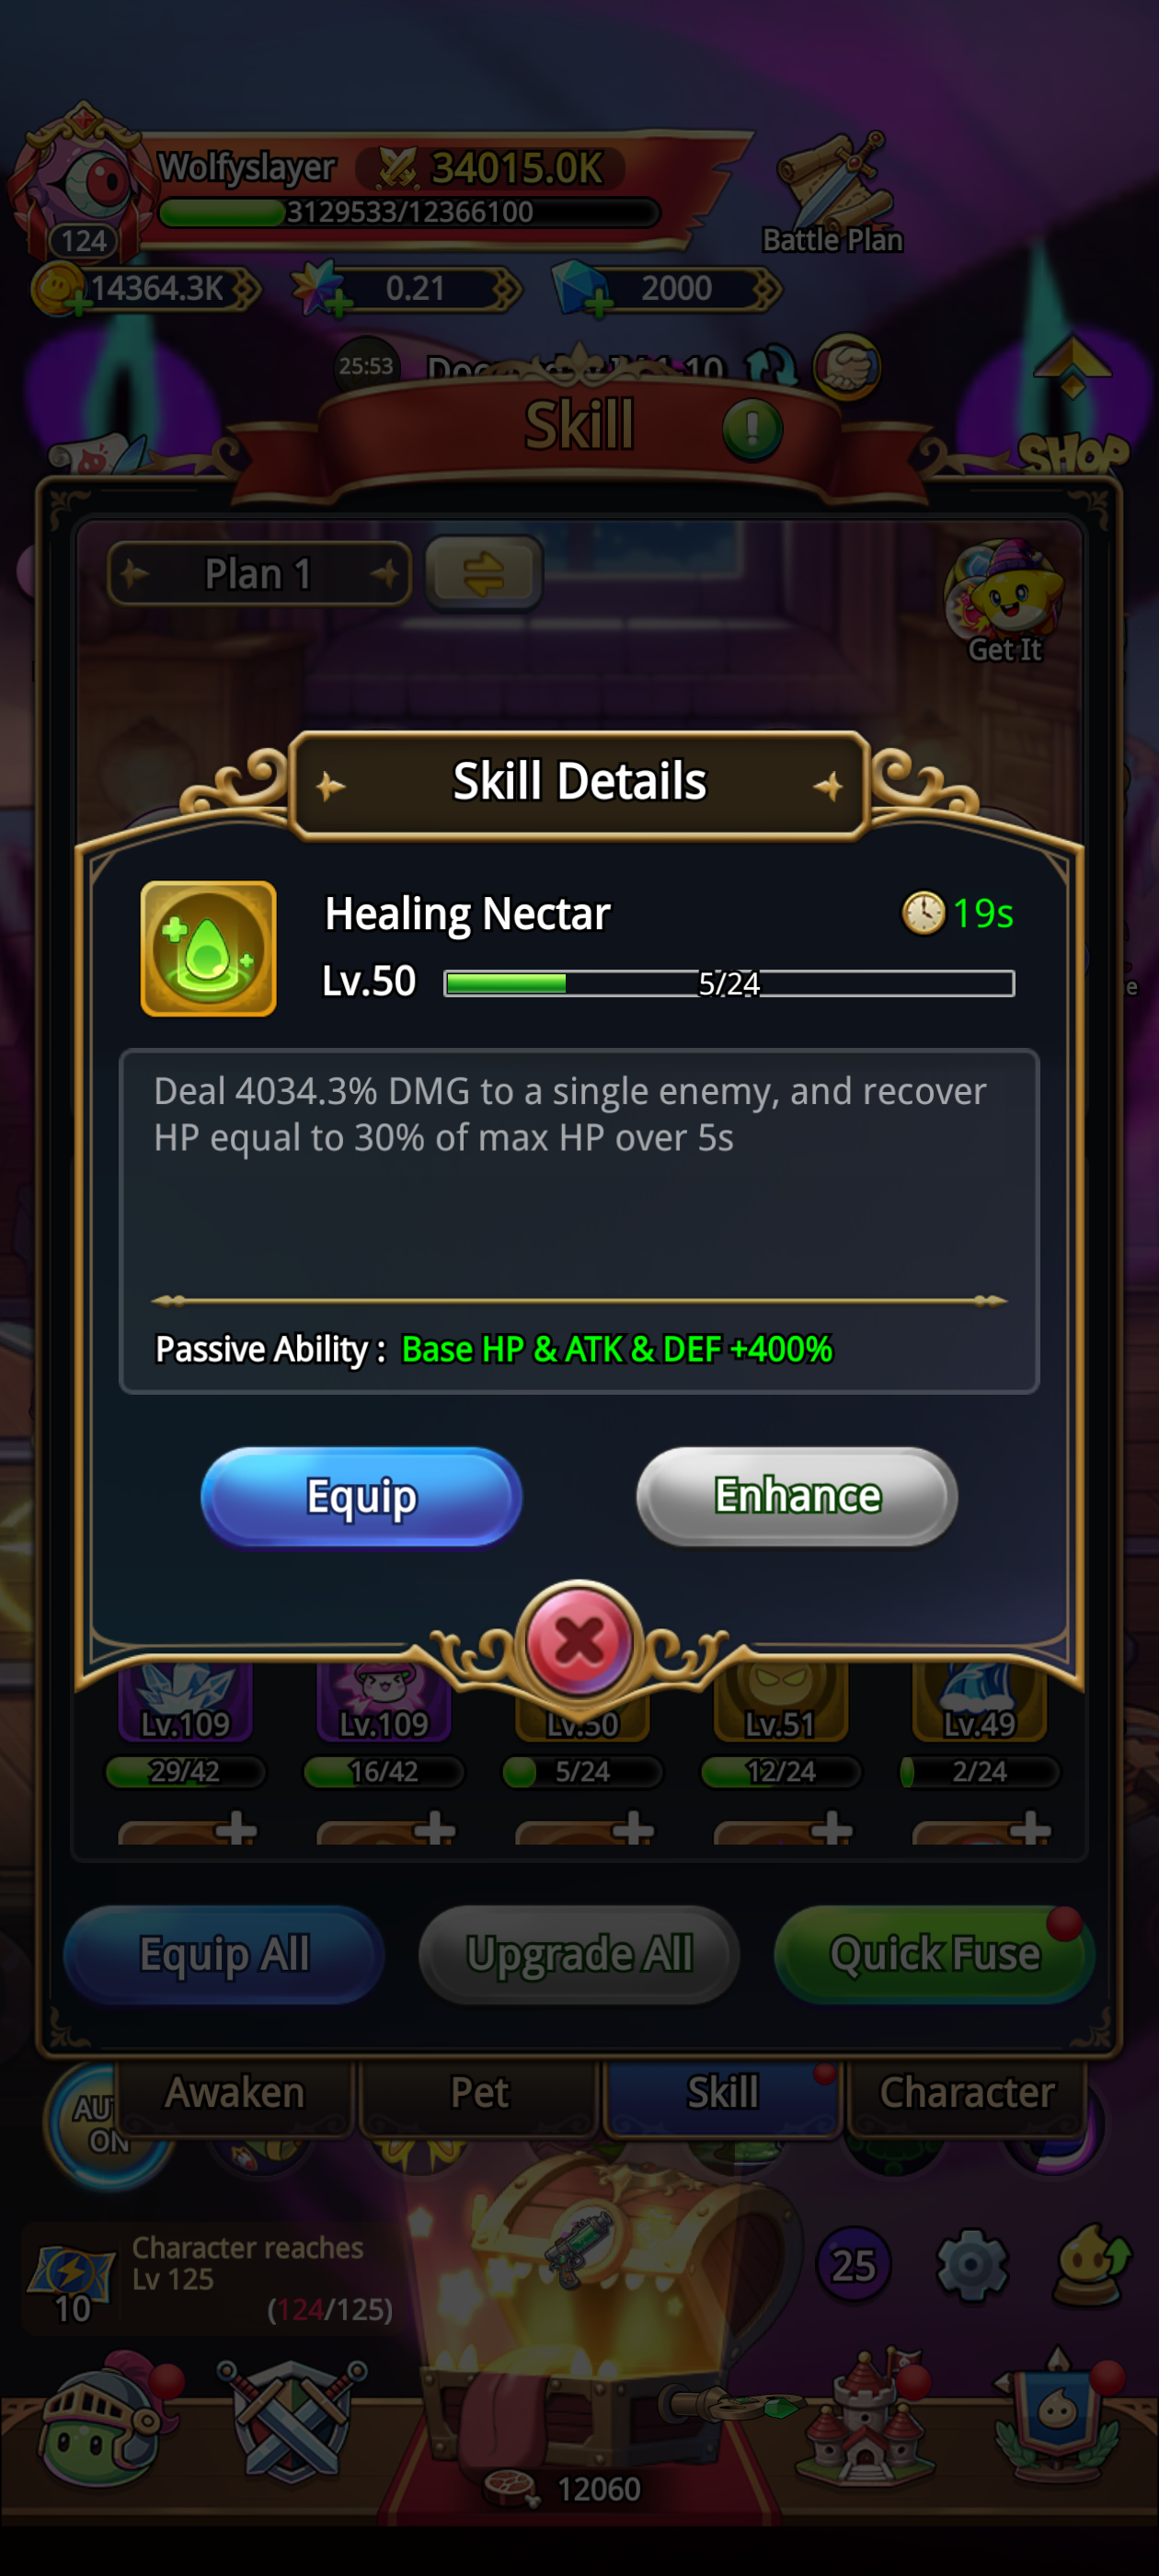 Wolfyslayer
34015.0K
3129533/12366100
124
Battle Plan
14364.3K
0.21
2000
25:53
Skill
SHOP
Plan 1
Get It
Skill Details
Healing Nectar
19s
Lv.50
5/24
Deal 4034.3% DMG to a single enemy, and recover
HP equal to 30% of max HP over 5s
Passive Ability : Base HP & ATK & DEF +400%
Equip
Enhance
Lv.109
Lv.109
Lv.50
Lv.51
Lv.49
29/42
16/42
5/24
12/24
2/24
Equip All
Upgrade All
Quick Fuse
Awaken
Pet
Skill
Character
ON
Character reaches
Lv 125
(124/125)
10
25
12060